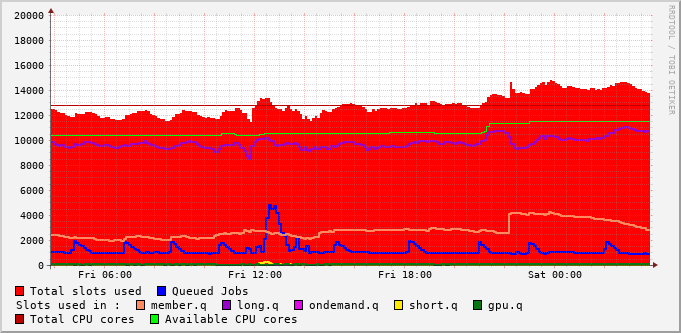 20000
18000
16000
14000
12000
10000
8000
6000
4000
2000
0
Fri 06:00 Fri 12:00 Fri 18:00 Sat 00:00
RRDTOOL / TOBI OETIKER
Total slots used Queued Jobs
Slots used in : member.q long.q ondemand.q short.q gpu.q
Total CPU cores Available CPU cores